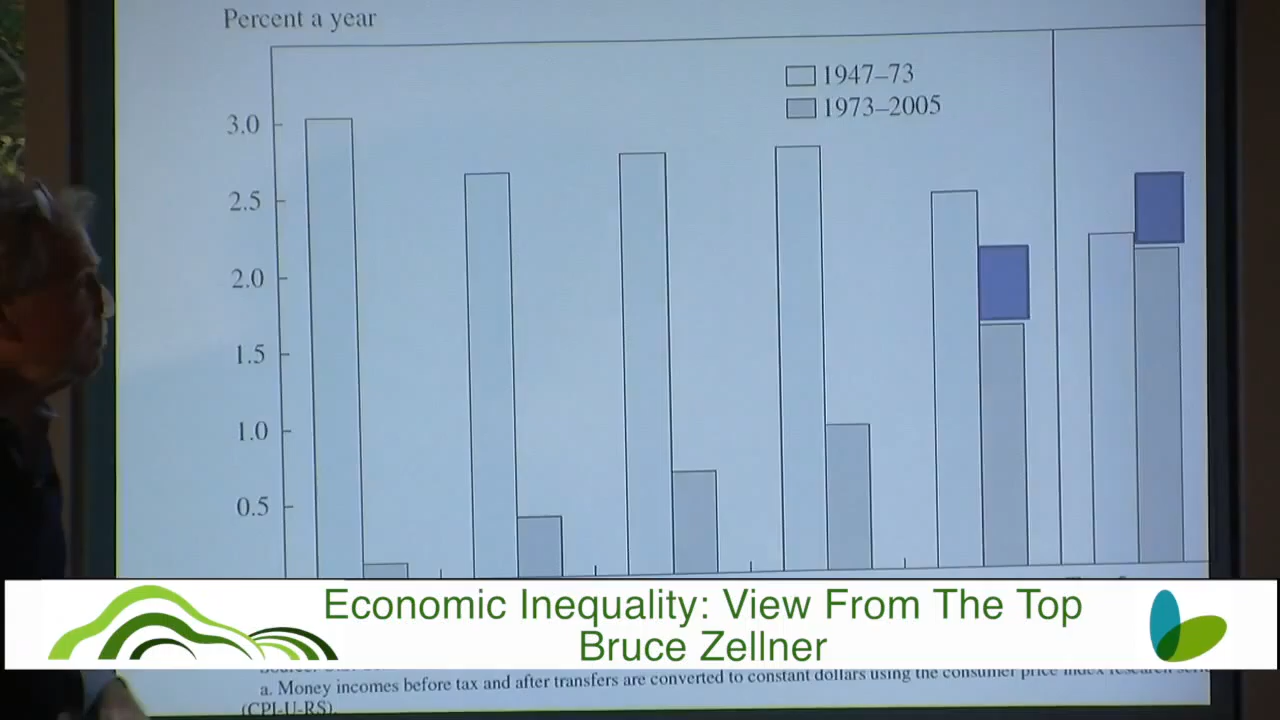 Percent a year
1947–73
1973–2005
3.0
2.5
2.0
1.5
1.0
0.5
Economic Inequality: View From The Top
Bruce Zellner
a. Money incomes before tax and after transfers are converted to constant dollars using the consumer price index research
(CPI-U-RS).